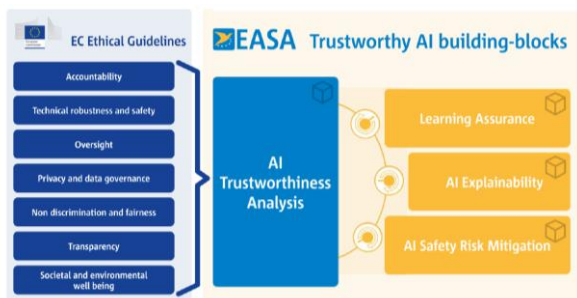 EC Ethical Guidelines
Accountability
Technical robustness and safety
Oversight
Privacy and data governance
Non discrimination and fairness
Transparency
Societal and environmental
well being
EASA Trustworthy AI building-blocks
AI
Trustworthiness
Analysis
Learning Assurance
AI Explainability
AI Safety Risk Mitigation